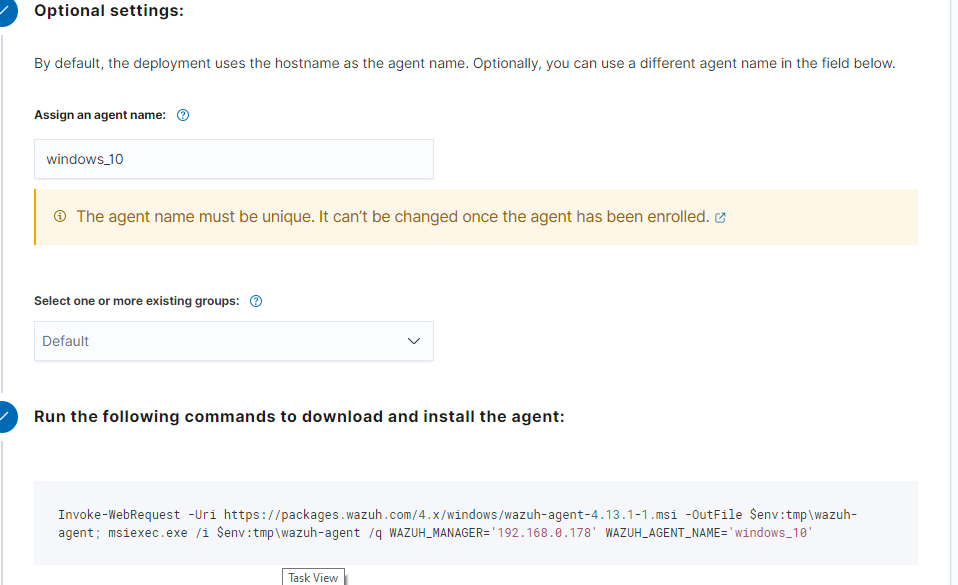 Optional settings:
By default, the deployment uses the hostname as the agent name. Optionally, you can use a different agent name in the field below.
Assign an agent name:
windows_10
The agent name must be unique. It can't be changed once the agent has been enrolled.
Select one or more existing groups:
Default
Run the following commands to download and install the agent:
Invoke-WebRequest -Uri https://packages.wazuh.com/4.x/windows/wazuh-agent-4.13.1-1.msi -OutFile $env:tmp\wazuh-
agent; msiexec.exe /i $env:tmp\wazuh-agent /q WAZUH_MANAGER='192.168.0.178' WAZUH_AGENT_NAME='windows_10'
Task View